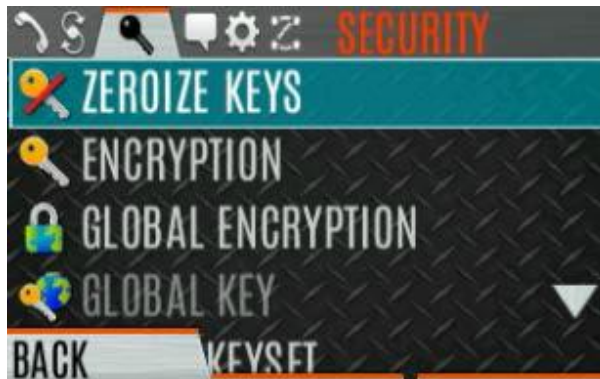 SECURITY
ZEROIZE KEYS
ENCRYPTION
GLOBAL ENCRYPTION
GLOBAL KEY
KEYSET
BACK